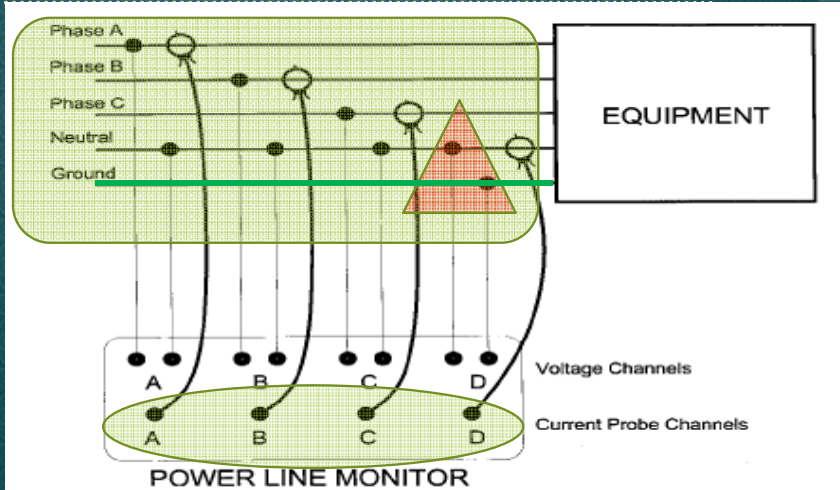 Phase A
Phase B
Phase C
Neutral
Ground
EQUIPMENT
A B C D
Voltage Channels
A B C D
Current Probe Channels
POWER LINE MONITOR